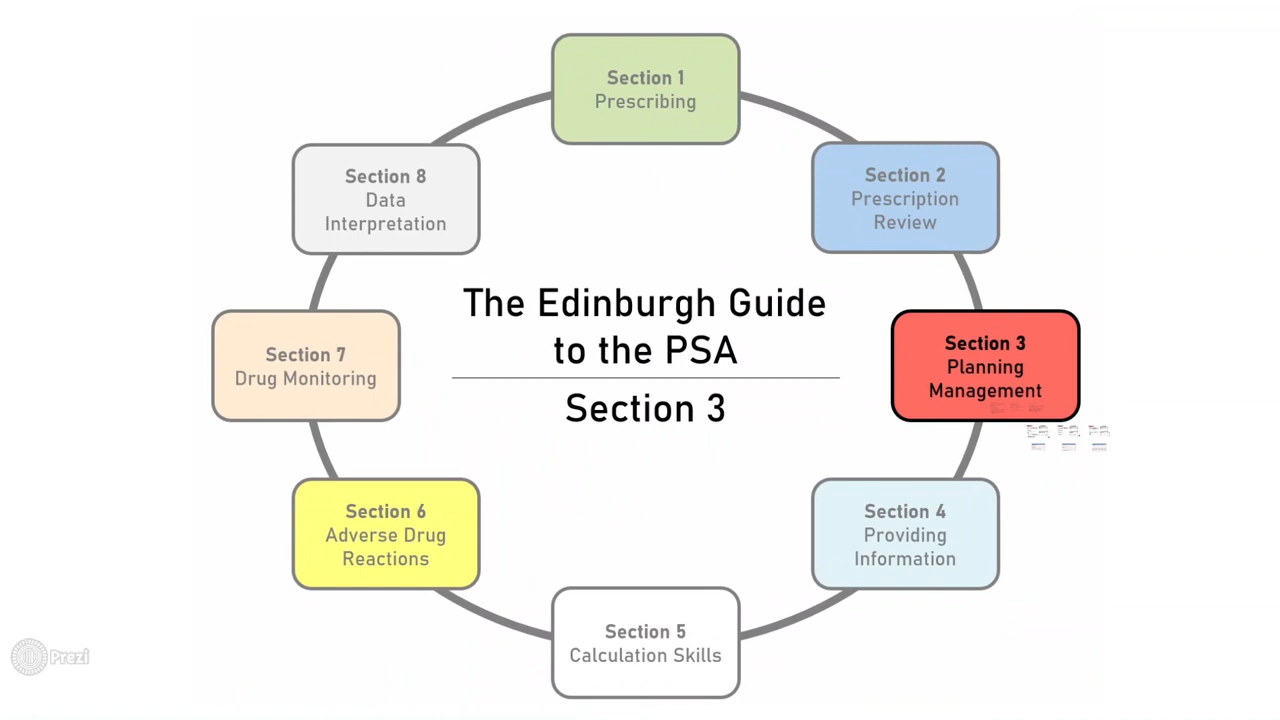 Section 1
Prescribing
Section 8
Data
Interpretation
Section 2
Prescription
Review
The Edinburgh Guide
to the PSA
Section 3
Section 7
Drug Monitoring
Section 3
Planning
Management
Section 6
Adverse Drug
Reactions
Section 4
Providing
Information
Section 5
Calculation Skills
Prezi